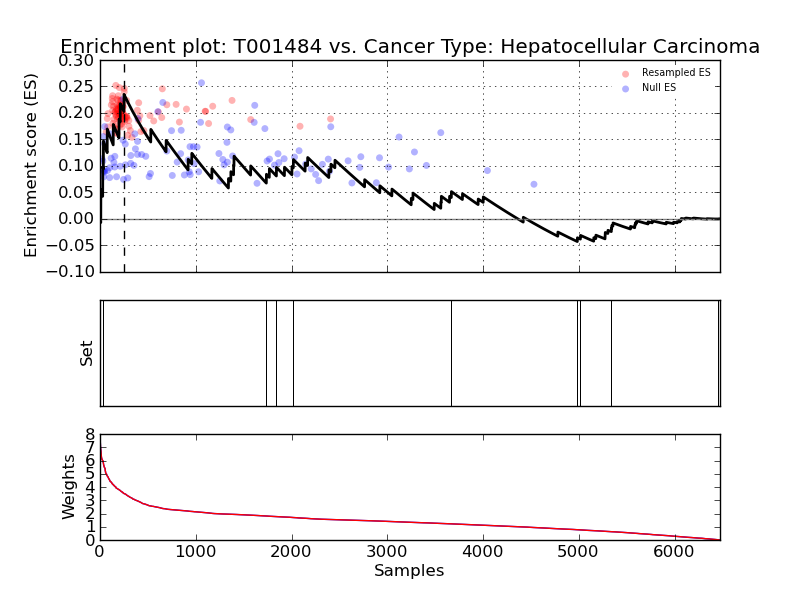 Enrichment plot: T001484 vs. Cancer Type: Hepatocellular Carcinoma
Enrichment score (ES)
0.30
0.25
0.20
0.15
0.10
0.05
0.00
−0.05
−0.10
Resampled ES
Null ES
Set
Weights
8
7
6
5
4
3
2
1
0
0 1000 2000 3000 4000 5000 6000
Samples